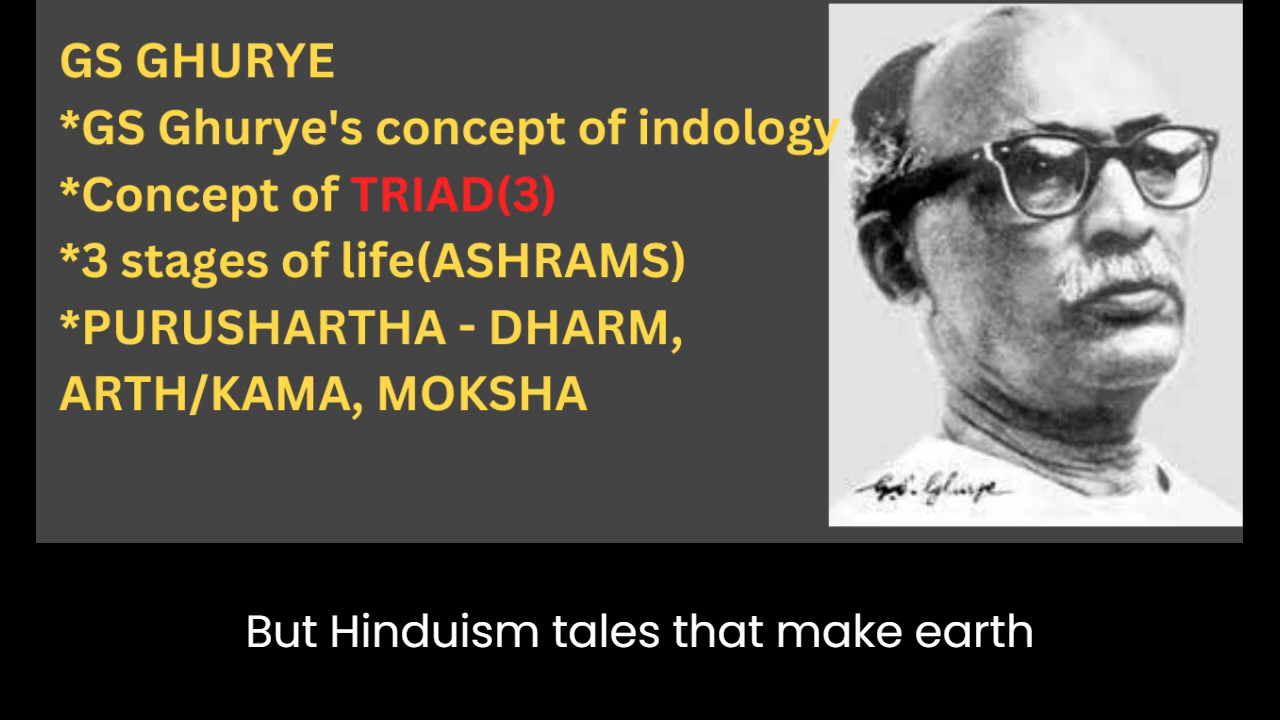 GS GHURYE
*GS Ghurye's concept of indology
*Concept of TRIAD(3)
*3 stages of life(ASHRAMS)
*PURUSHARTHA - DHARM,
ARTH/KAMA, MOKSHA
G.S. Ghurye
But Hinduism tales that make earth